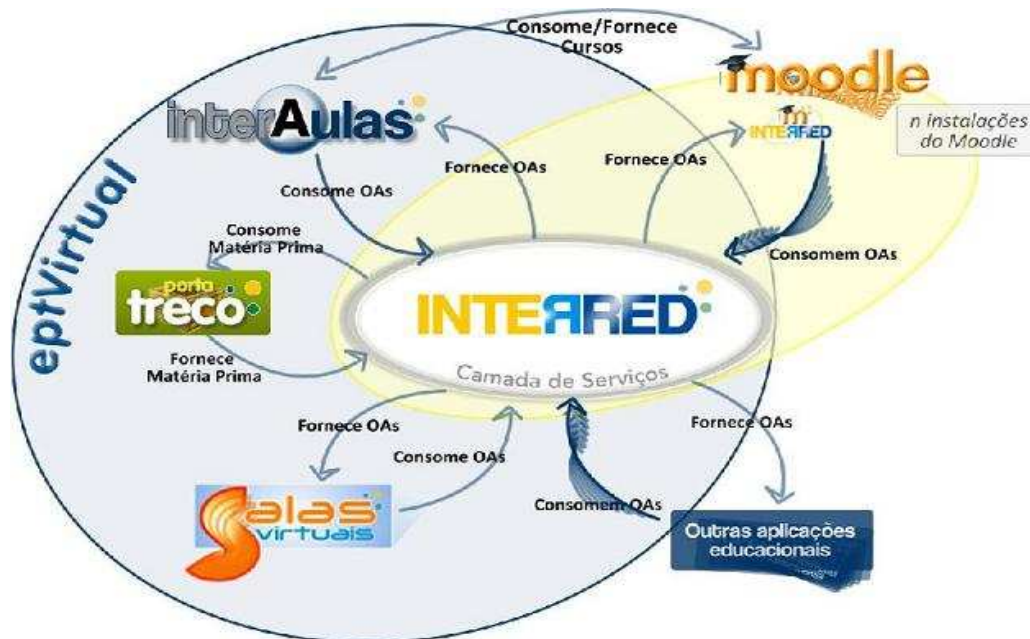 Consome/Fornece
Cursos
moodle
interAulas
m
INTERRED
n instalações
do Moodle
Fornece OAs
Fornece OAs
Consome OAs
Consome
Matéria Prima
Consomem OAs
eptVirtual
porta
treco
INTERRED
Fornece
Matéria Prima
Camada de Serviços
Fornece OAs
Fornece OAs
Consome OAs
Consomem OAs
Salas
virtuais
Outras aplicações
educacionais